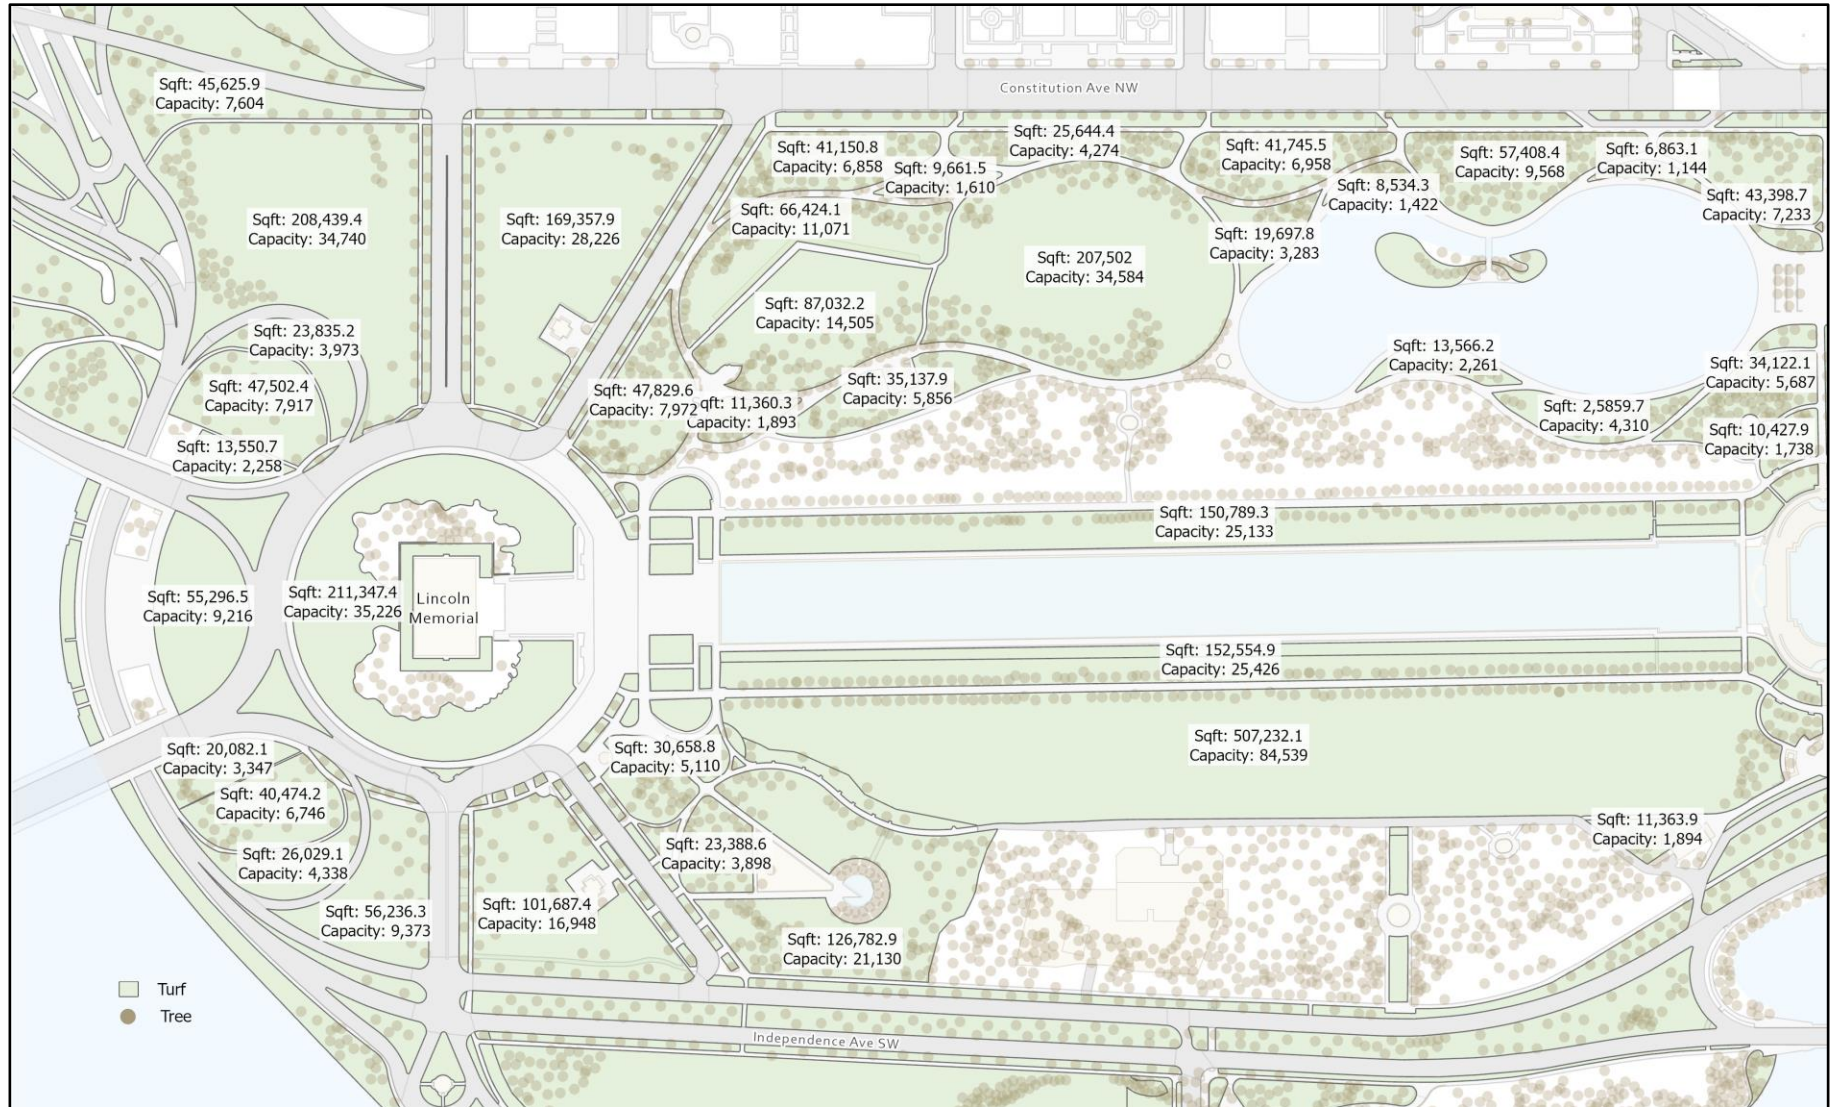 Sqft: 45,625.9
Capacity: 7,604
Constitution Ave NW
Sqft: 41,150.8
Capacity: 6,858
Sqft: 25,644.4
Capacity: 4,274
Sqft: 9,661.5
Capacity: 1,610
Sqft: 41,745.5
Capacity: 6,958
Sqft: 57,408.4
Capacity: 9,568
Sqft: 6,863.1
Capacity: 1,144
Sqft: 8,534.3
Capacity: 1,422
Sqft: 43,398.7
Capacity: 7,233
Sqft: 208,439.4
Capacity: 34,740
Sqft: 169,357.9
Capacity: 28,226
Sqft: 66,424.1
Capacity: 11,071
Sqft: 19,697.8
Capacity: 3,283
Sqft: 207,502
Capacity: 34,584
Sqft: 87,032.2
Capacity: 14,505
Sqft: 23,835.2
Capacity: 3,973
Sqft: 13,566.2
Capacity: 2,261
Sqft: 34,122.1
Capacity: 5,687
Sqft: 47,502.4
Capacity: 7,917
Sqft: 47,829.6
Capacity: 7,972
qft: 11,360.3
Capacity: 1,893
Sqft: 35,137.9
Capacity: 5,856
Sqft: 2,5859.7
Capacity: 4,310
Sqft: 10,427.9
Capacity: 1,738
Sqft: 13,550.7
Capacity: 2,258
Sqft: 150,789.3
Capacity: 25,133
Sqft: 55,296.5
Capacity: 9,216
Sqft: 211,347.4
Capacity: 35,226
Lincoln
Memorial
Sqft: 152,554.9
Capacity: 25,426
Sqft: 20,082.1
Capacity: 3,347
Sqft: 30,658.8
Capacity: 5,110
Sqft: 507,232.1
Capacity: 84,539
Sqft: 40,474.2
Capacity: 6,746
Sqft: 11,363.9
Capacity: 1,894
Sqft: 26,029.1
Capacity: 4,338
Sqft: 23,388.6
Capacity: 3,898
Sqft: 56,236.3
Capacity: 9,373
Sqft: 101,687.4
Capacity: 16,948
Sqft: 126,782.9
Capacity: 21,130
Turf
Tree
Independence Ave SW